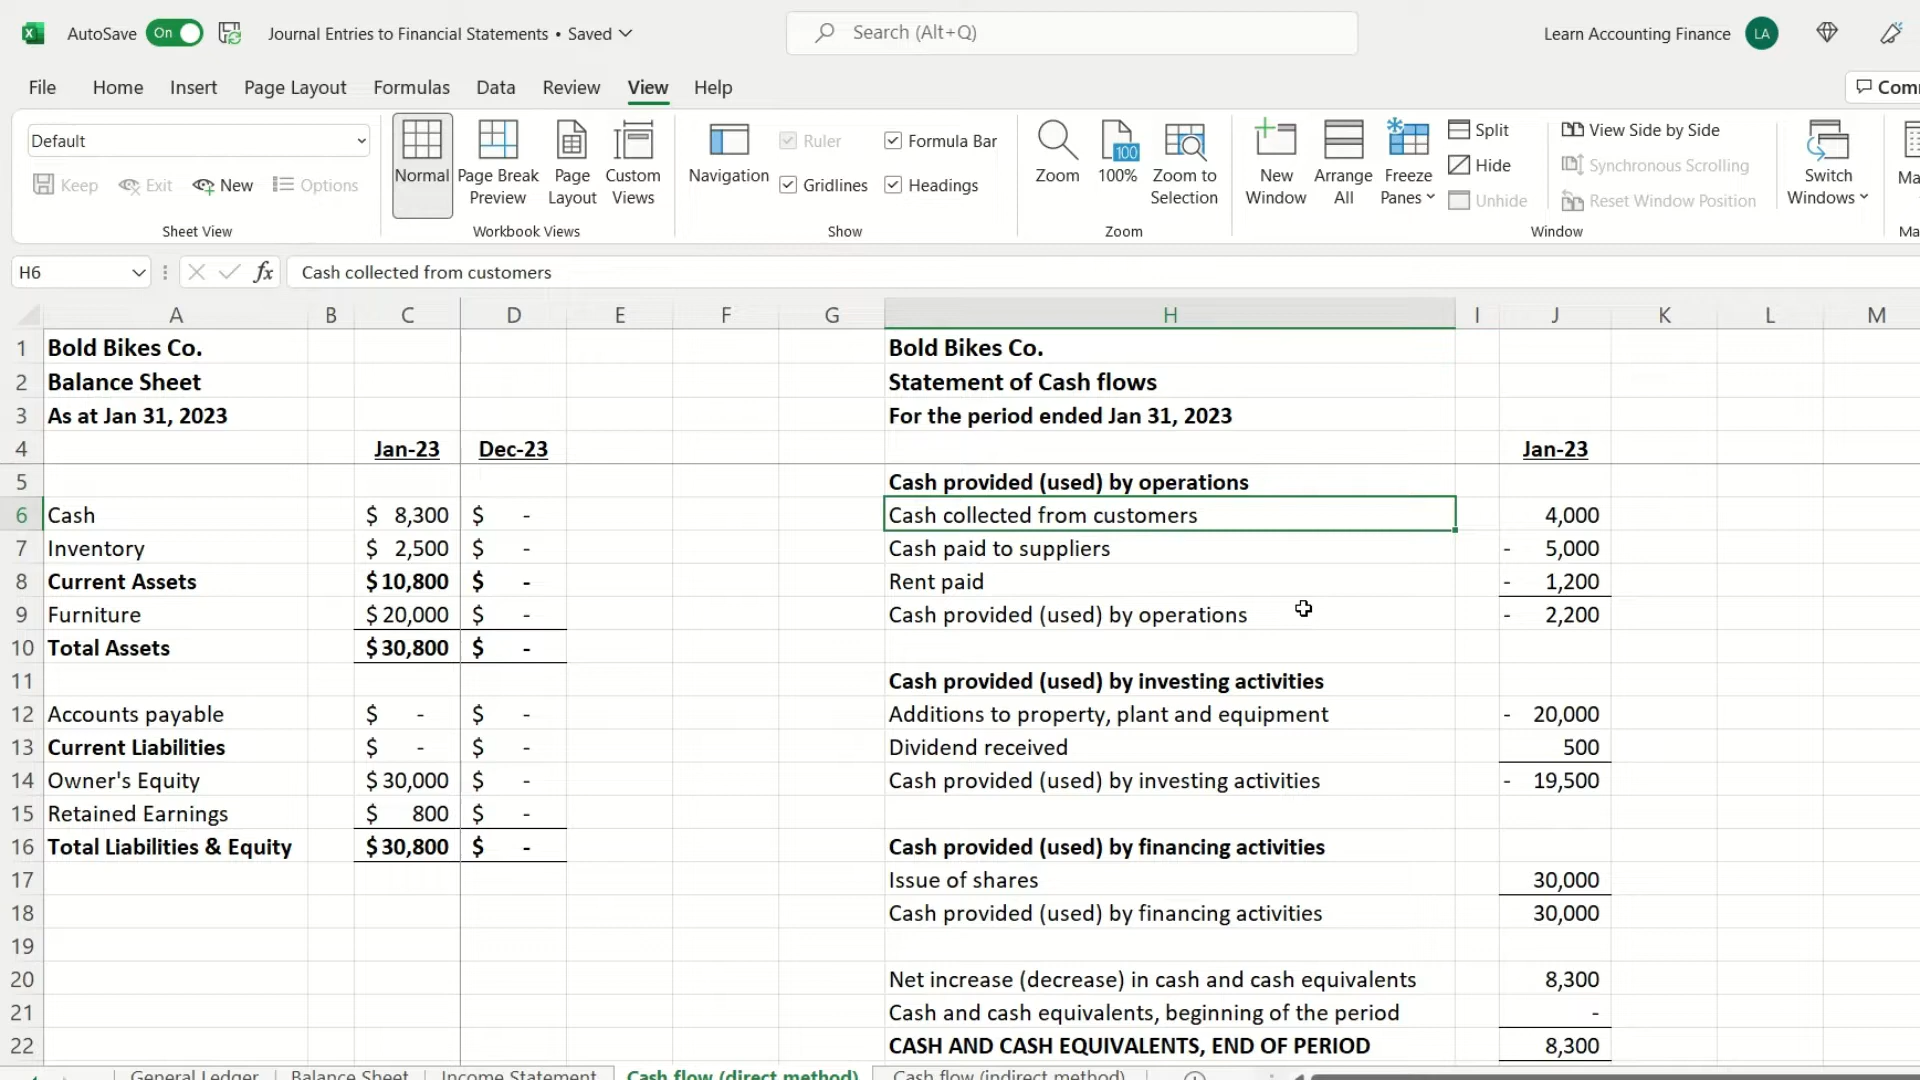 AutoSave On Journal Entries to Financial Statements • Saved Search (Alt+Q) Learn Accounting Finance LA
File Home Insert Page Layout Formulas Data Review View Help
Default
Keep Exit New Options
Sheet View
Normal Page Break Preview Page Layout Custom Views
Workbook Views
Navigation Ruler Formula Bar
Gridlines Headings
Show
Zoom 100 100% Zoom to Selection
Zoom
New Window Arrange All Freeze Panes Split
Hide
Unhide
View Side by Side
Synchronous Scrolling
Reset Window Position
Switch Windows
Window
H6 fx Cash collected from customers
A B C D E F G H I J K L M
1 Bold Bikes Co. Bold Bikes Co.
2 Balance Sheet Statement of Cash flows
3 As at Jan 31, 2023 For the period ended Jan 31, 2023
4 Jan-23 Dec-23 Jan-23
5 Cash provided (used) by operations
6 Cash $ 8,300 $ - Cash collected from customers 4,000
7 Inventory $ 2,500 $ - Cash paid to suppliers - 5,000
8 Current Assets $ 10,800 $ - Rent paid - 1,200
9 Furniture $ 20,000 $ - Cash provided (used) by operations - 2,200
10 Total Assets $ 30,800 $ -
11 Cash provided (used) by investing activities
12 Accounts payable $ - $ - Additions to property, plant and equipment - 20,000
13 Current Liabilities $ - $ - Dividend received 500
14 Owner's Equity $ 30,000 $ - Cash provided (used) by investing activities - 19,500
15 Retained Earnings $ 800 $ -
16 Total Liabilities & Equity $ 30,800 $ - Cash provided (used) by financing activities
17 Issue of shares 30,000
18 Cash provided (used) by financing activities 30,000
19
20 Net increase (decrease) in cash and cash equivalents 8,300
21 Cash and cash equivalents, beginning of the period -
22 CASH AND CASH EQUIVALENTS, END OF PERIOD 8,300
General Ledger Balance Sheet Income Statement Cash flow (direct method) Cash flow (indirect method)